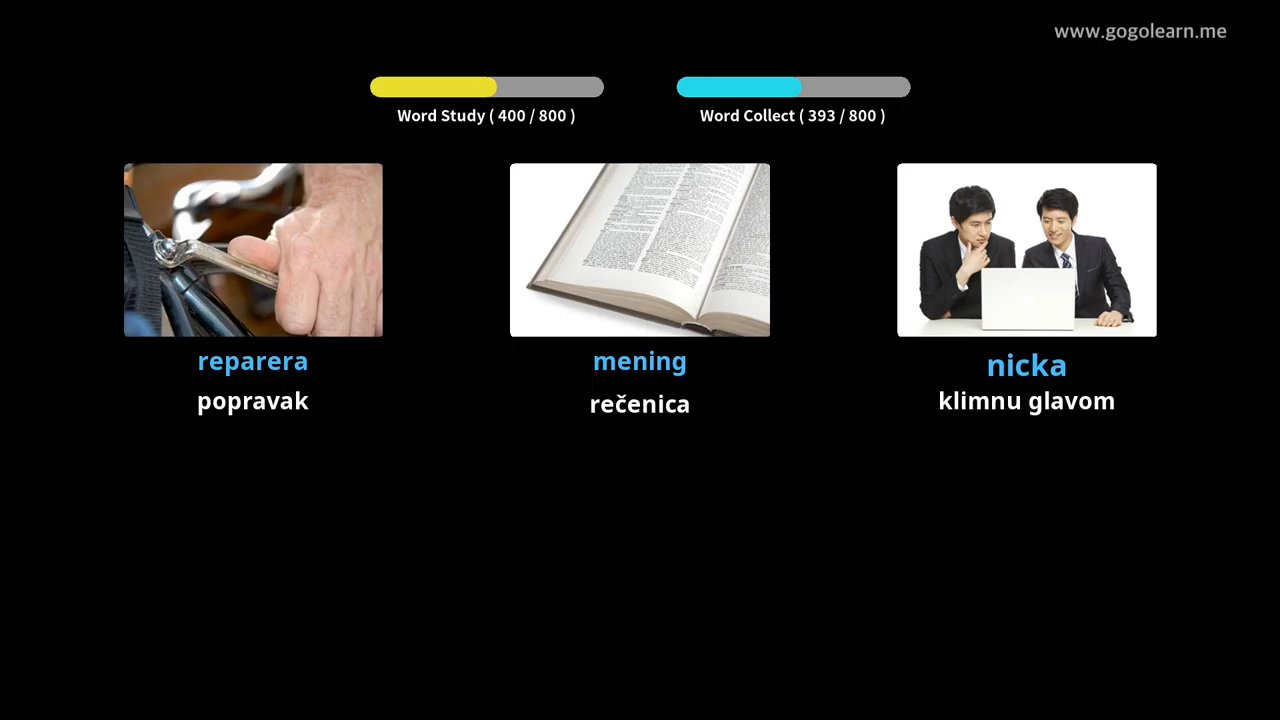 www.gogolearn.me
Word Study ( 400 / 800 )
Word Collect ( 393 / 800 )
reparera
mening
nicka
popravak
rečenica
klimnu glavom